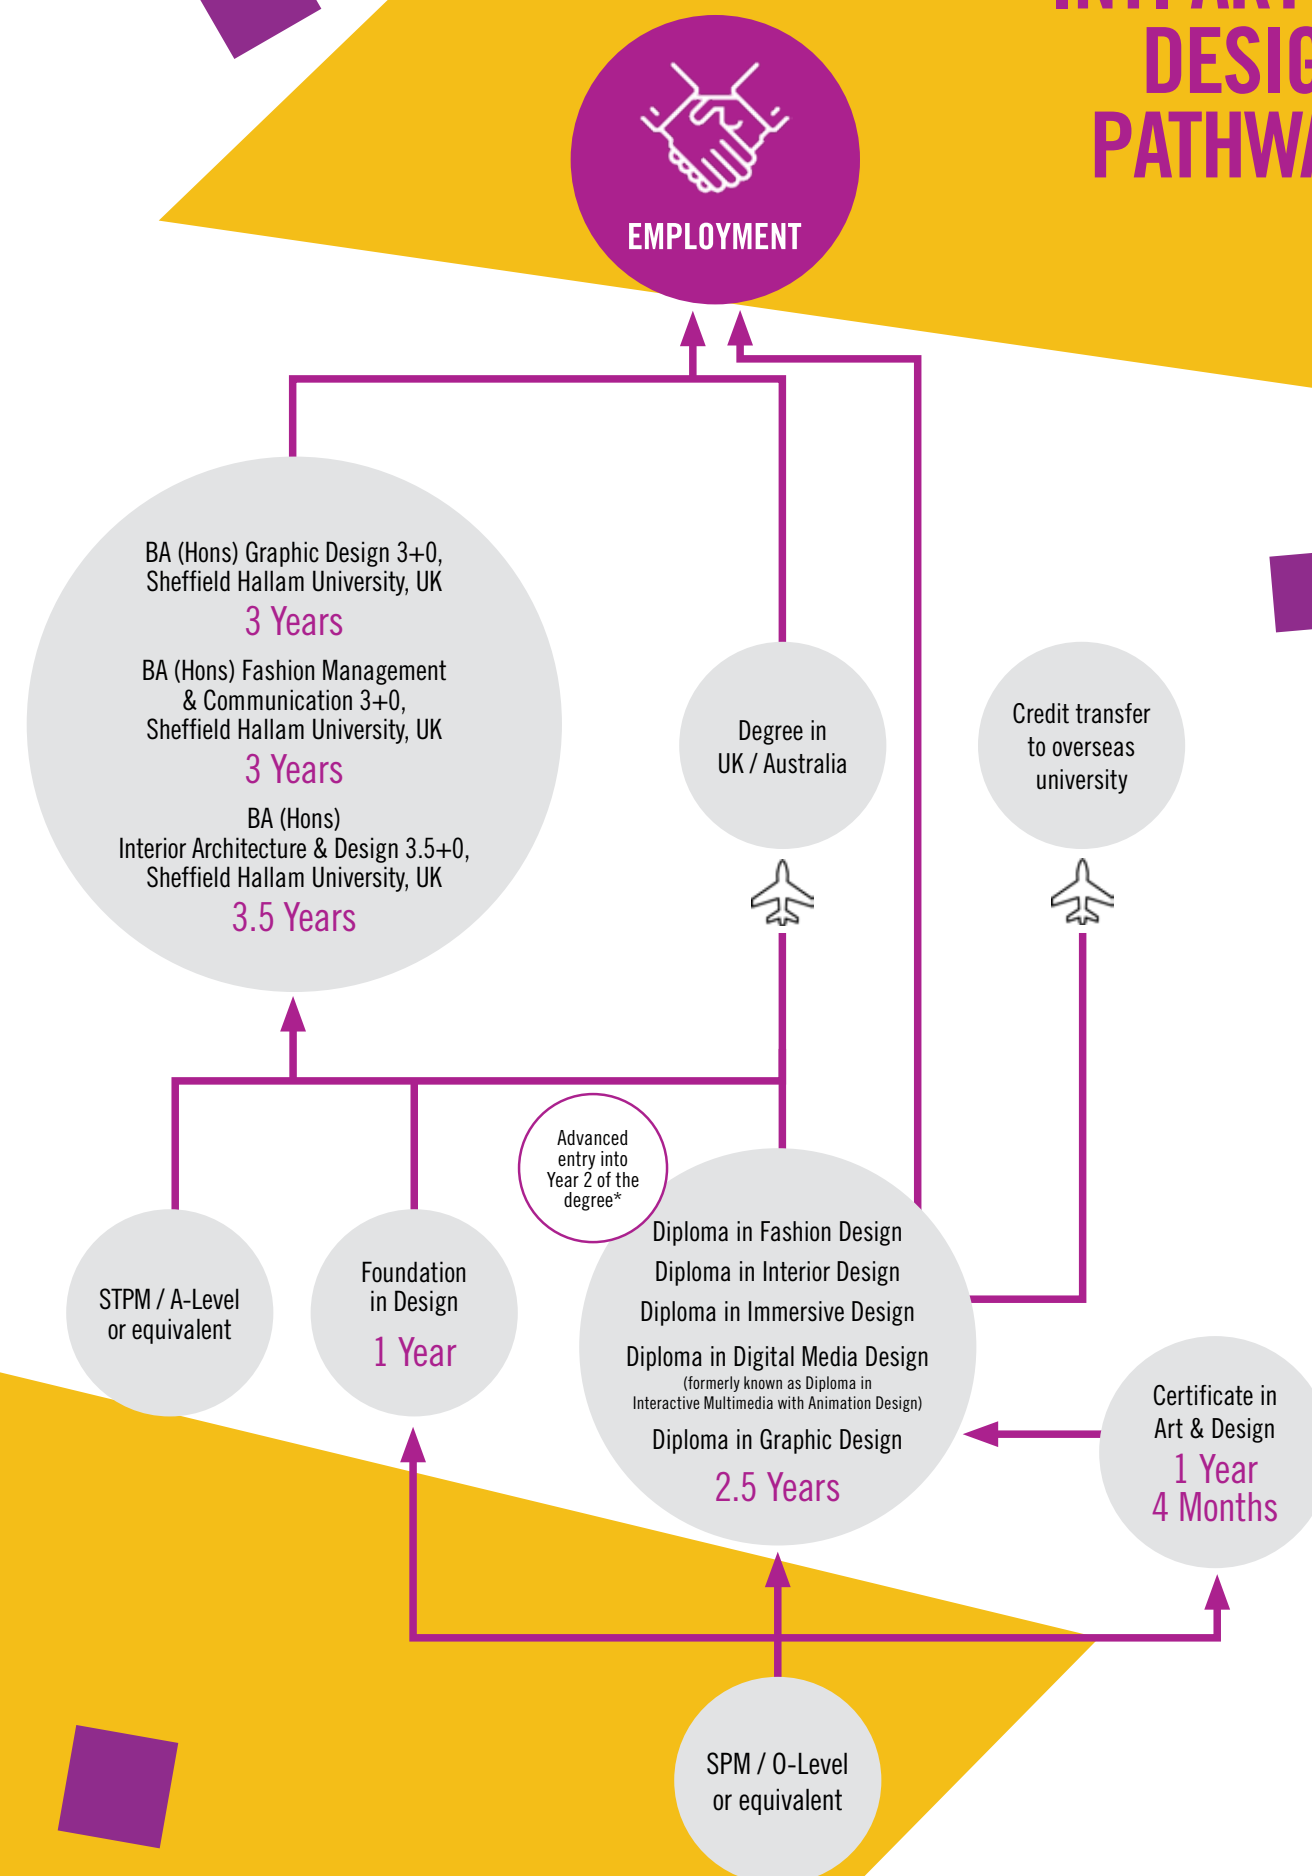 DESIG
PATHWA
EMPLOYMENT
BA (Hons) Graphic Design 3+0,
Sheffield Hallam University, UK
3 Years
BA (Hons) Fashion Management
& Communication 3+0,
Sheffield Hallam University, UK
3 Years
BA (Hons)
Interior Architecture & Design 3.5+0,
Sheffield Hallam University, UK
3.5 Years
Degree in
UK / Australia
Credit transfer
to overseas
university
Advanced
entry into
Year 2 of the
degree*
STPM / A-Level
or equivalent
Foundation
in Design
1 Year
Diploma in Fashion Design
Diploma in Interior Design
Diploma in Immersive Design
Diploma in Digital Media Design
(formerly known as Diploma in
Interactive Multimedia with Animation Design)
Diploma in Graphic Design
2.5 Years
Certificate in
Art & Design
1 Year
4 Months
SPM / O-Level
or equivalent